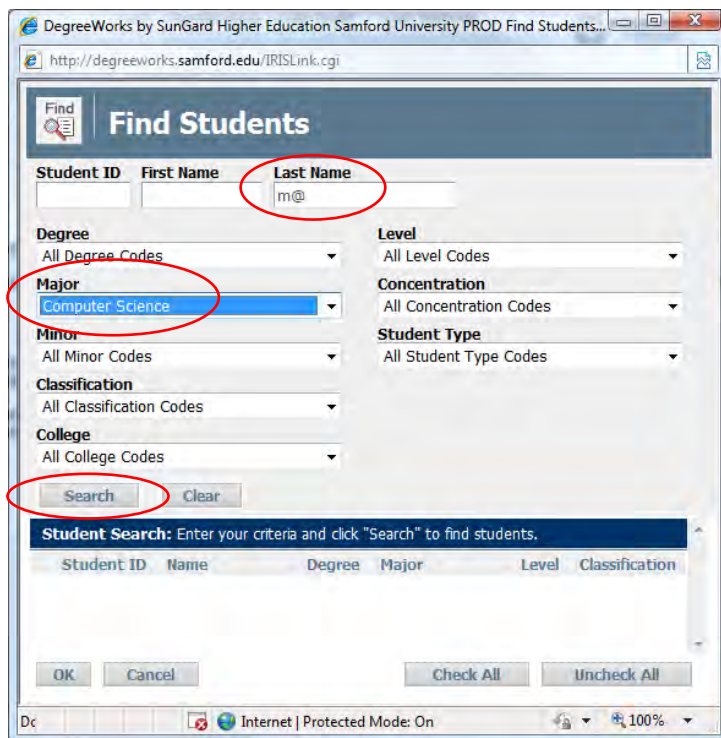 DegreeWorks by SunGard Higher Education Samford University PROD Find Students...
http://degreeworks.samford.edu/IRISLink.cgi
Find
Find Students
Student ID First Name Last Name
m@
Degree Level
All Degree Codes All Level Codes
Major Concentration
Computer Science All Concentration Codes
Minor Student Type
All Minor Codes All Student Type Codes
Classification
All Classification Codes
College
All College Codes
Search Clear
Student Search: Enter your criteria and click "Search" to find students.
Student ID Name Degree Major Level Classification
OK Cancel Check All Uncheck All
Dc Internet | Protected Mode: On 100%